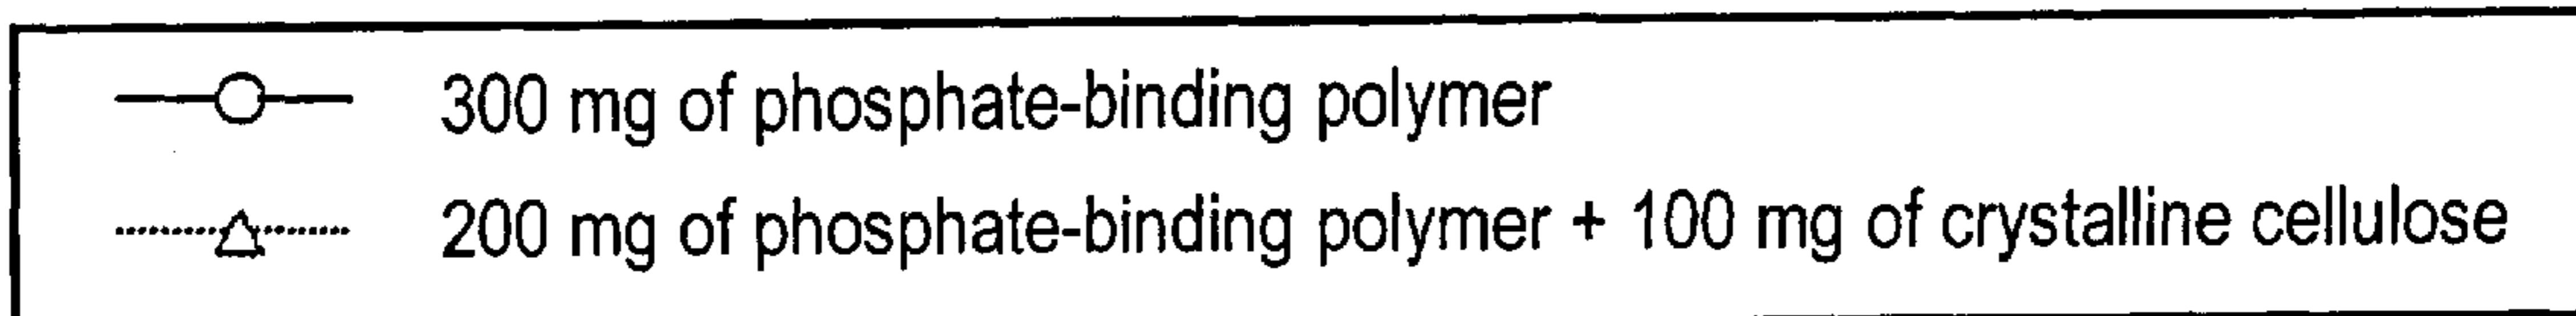 300 mg of phosphate-binding polymer
200 mg of phosphate-binding polymer + 100 mg of crystalline cellulose